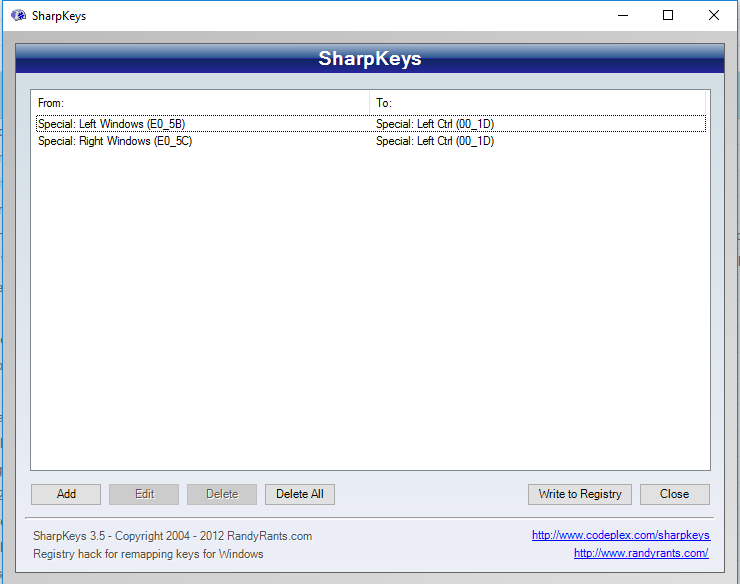 SharpKeys
SharpKeys
From: To:
Special: Left Windows (E0_5B) Special: Left Ctrl (00_1D)
Special: Right Windows (E0_5C) Special: Left Ctrl (00_1D)
Add Edit Delete Delete All Write to Registry Close
SharpKeys 3.5 - Copyright 2004 - 2012 RandyRants.com http://www.codeplex.com/sharpkeys
Registry hack for remapping keys for Windows http://www.randyrants.com/